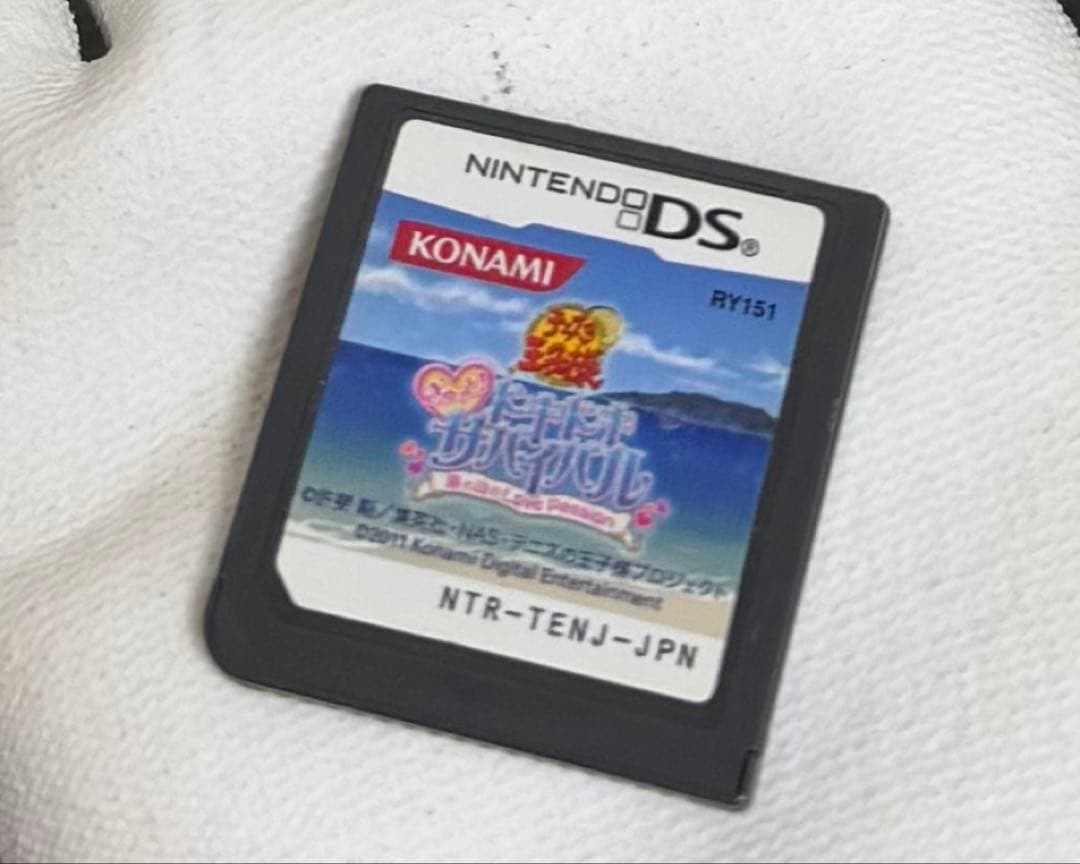 NINTENDO DS®
KONAMI
RY151
テニスの
王子様
ドキドキ
サバイバル
Love Passion
©許斐 剛／集英社・NAS・テニスの王子様プロジェクト
©2011 Konami Digital Entertainment
NTR-TENJ-JPN